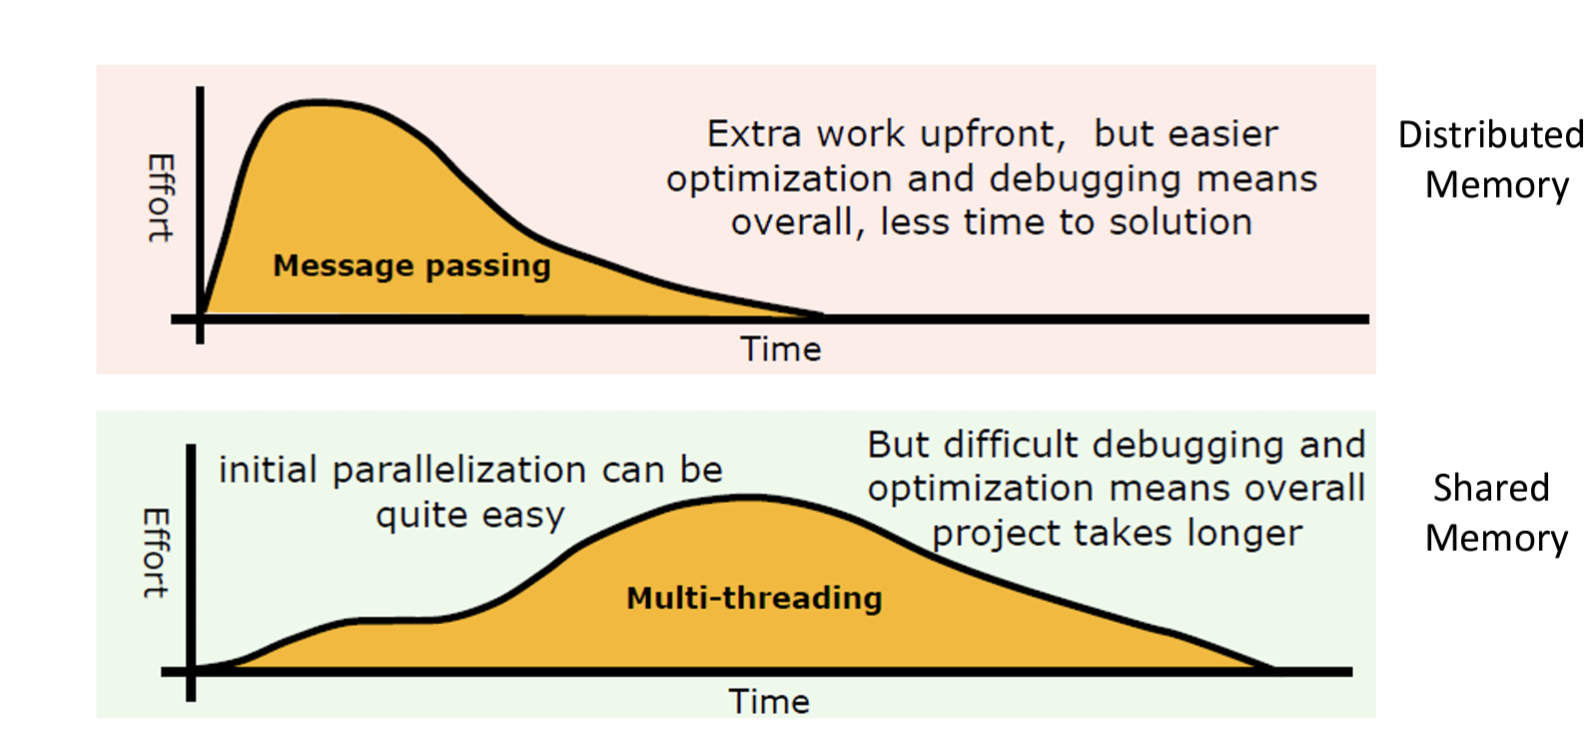 Effort
Extra work upfront, but easier
optimization and debugging means
overall, less time to solution
Message passing
Time
Distributed
Memory
Effort
initial parallelization can be
quite easy
But difficult debugging and
optimization means overall
project takes longer
Multi-threading
Time
Shared
Memory